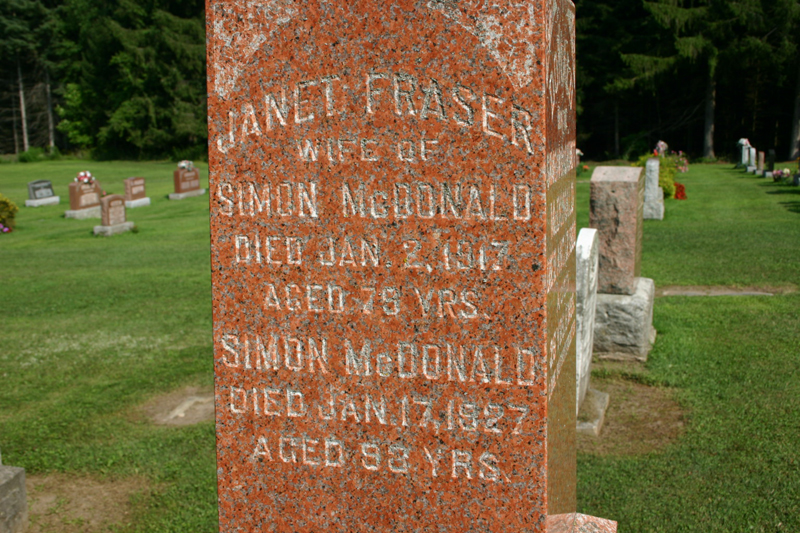 JANET FRASER
WIFE OF
SIMON McDONALD
DIED JAN. 2, 1917
AGED 79 YRS.
SIMON McDONALD
DIED JAN. 17, 1927
AGED 93 YRS.